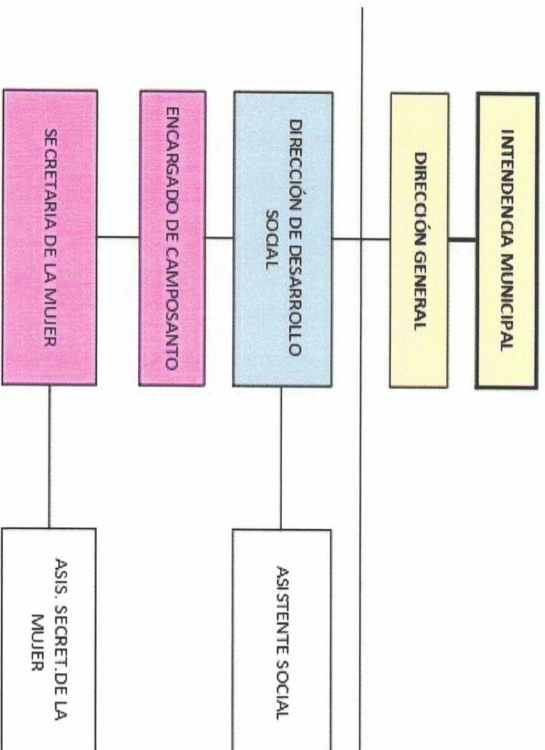 INTENDENCIA MUNICIPAL
DIRECCIÓN GENERAL
DIRECCIÓN DE DESARROLLO
SOCIAL
ASISTENTE SOCIAL
ENCARGADO DE CAMPOSANTO
SECRETARIA DE LA MUJER
ASIS. SECRET.DE LA
MUJER